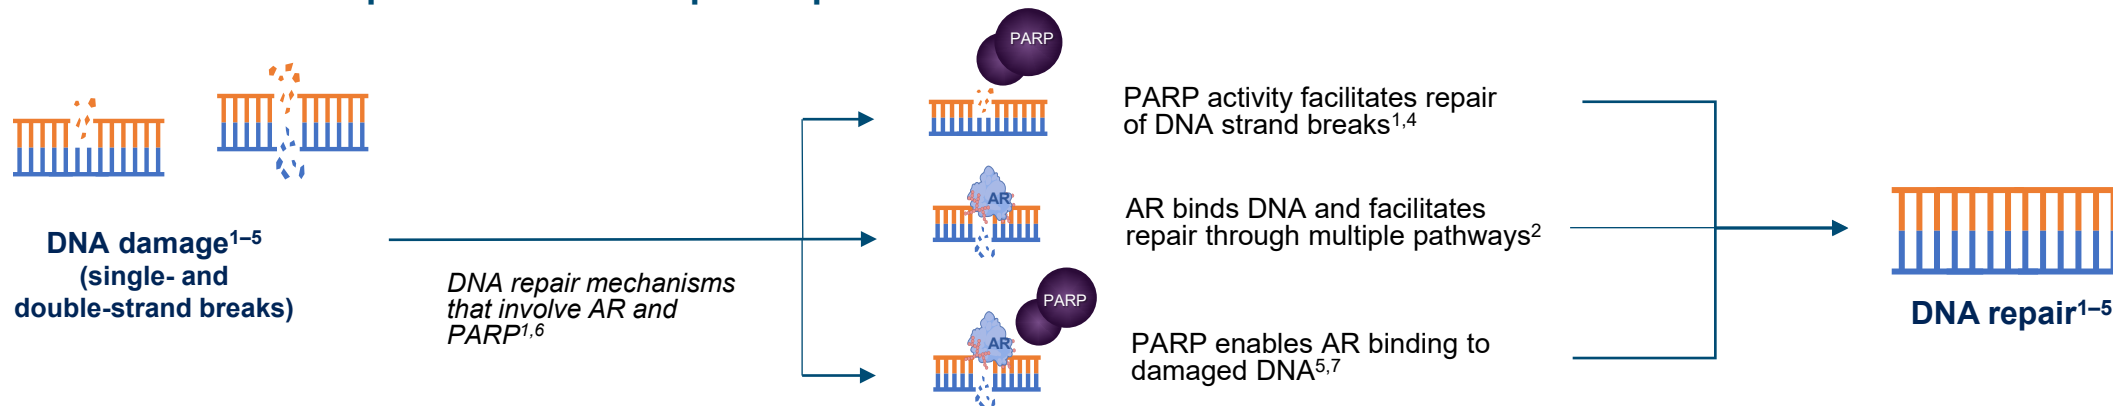 PARP
PARP activity facilitates repair
of DNA strand breaks1,4
AR
AR binds DNA and facilitates
repair through multiple pathways2
DNA damage1–5
(single- and
double-strand breaks)
DNA repair mechanisms
that involve AR and
PARP1,6
PARP
AR
PARP enables AR binding to
damaged DNA5,7
DNA repair1–5